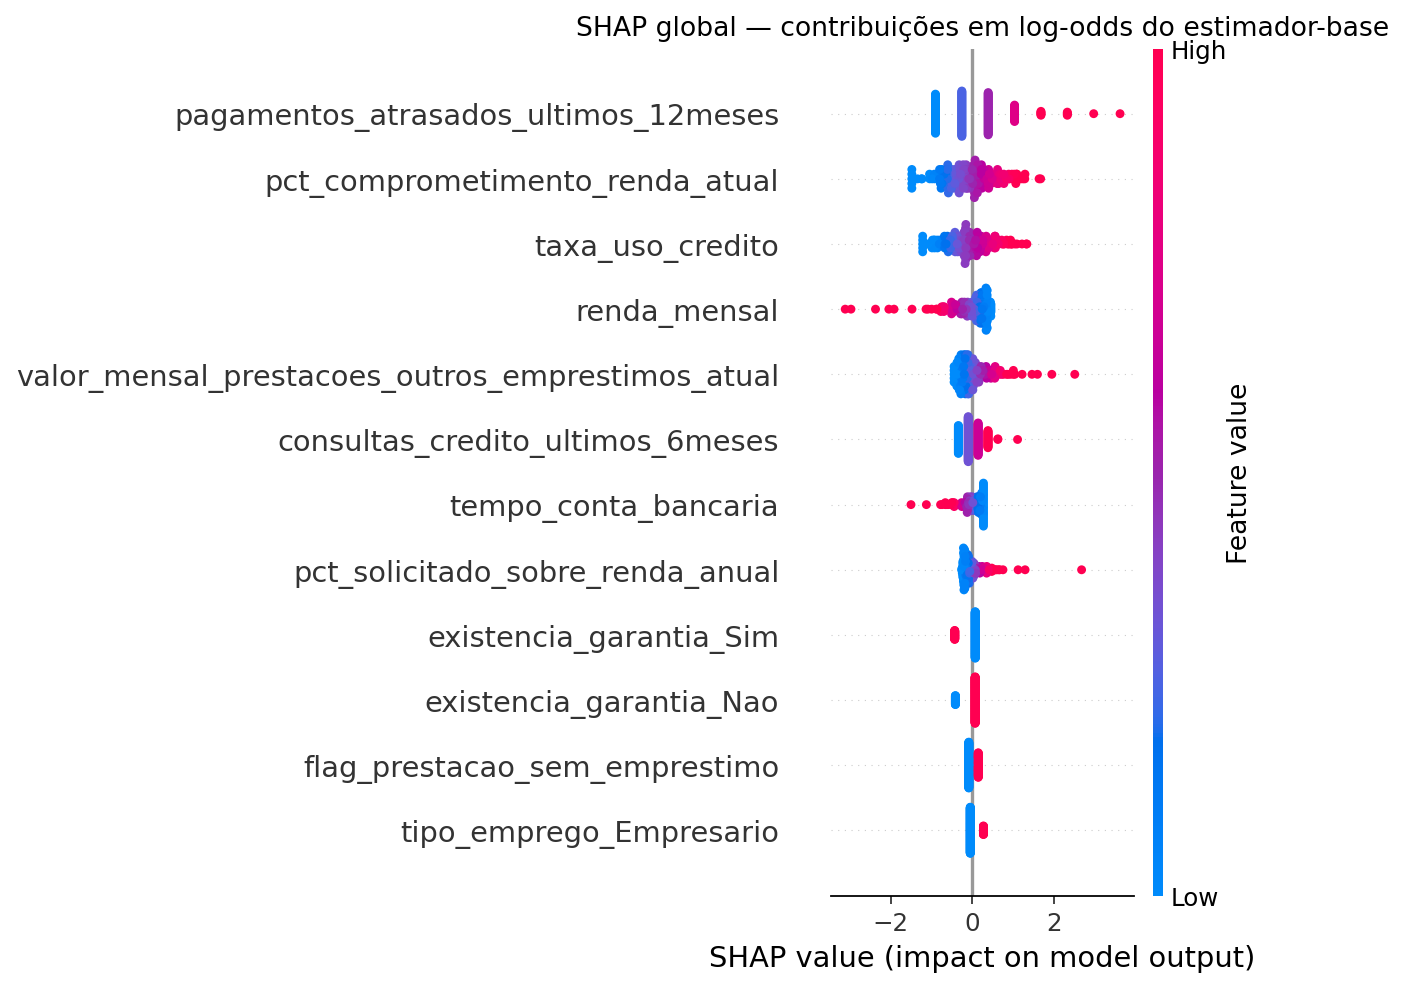 SHAP global — contribuições em log-odds do estimador-base
High
pagamentos_atrasados_ultimos_12meses
pct_comprometimento_renda_atual
taxa_uso_credito
renda_mensal
valor_mensal_prestacoes_outros_emprestimos_atual
consultas_credito_ultimos_6meses
tempo_conta_bancaria
pct_solicitado_sobre_renda_anual
existencia_garantia_Sim
existencia_garantia_Nao
flag_prestacao_sem_emprestimo
tipo_emprego_Empresario
Feature value
Low
−2 0 2
SHAP value (impact on model output)